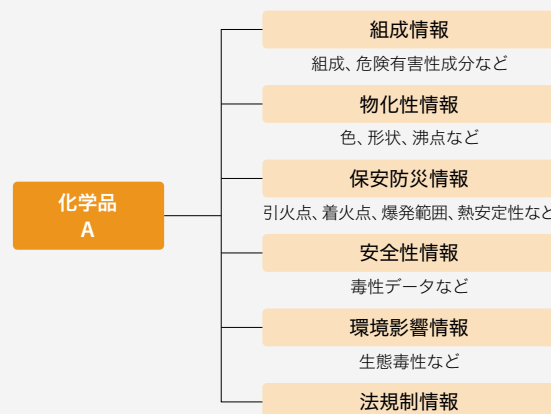 組成情報
組成、危険有害性成分など
物化性情報
色、形状、沸点など
保安防災情報
引火点、着火点、爆発範囲、熱安定性など
化学品
A
安全性情報
毒性データなど
環境影響情報
生態毒性など
法規制情報